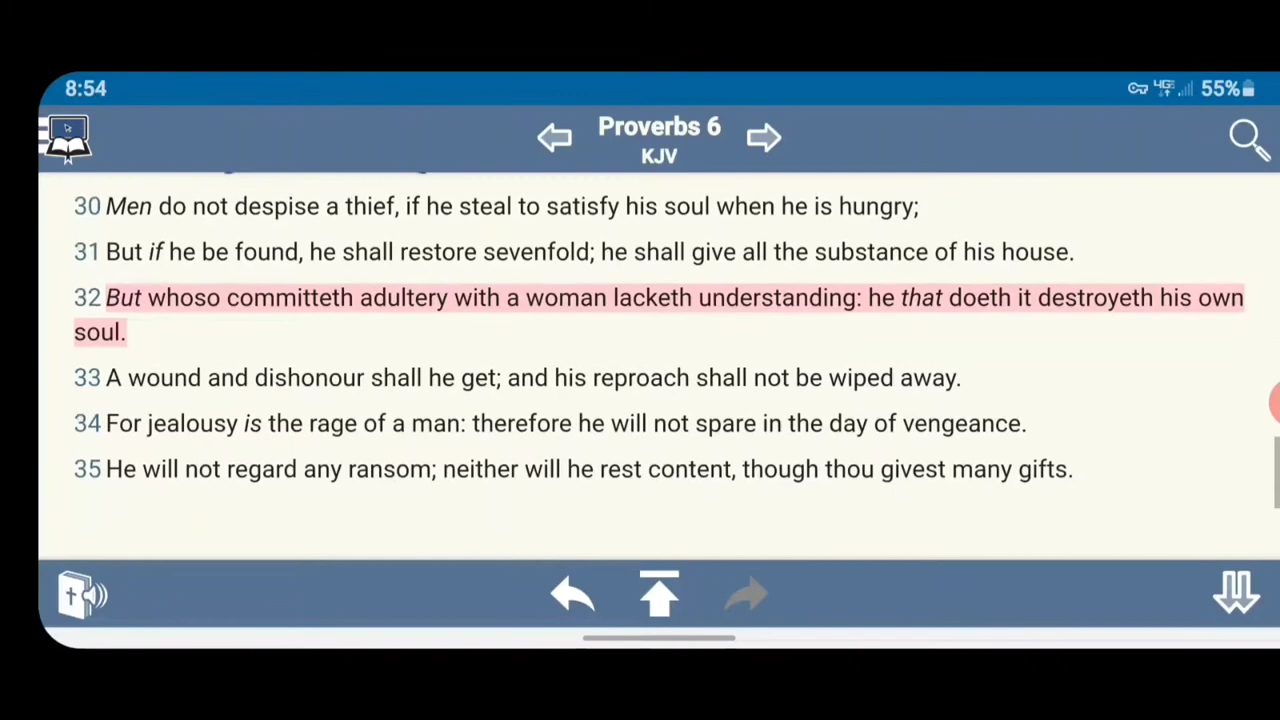 8:54
4GE 55%
Proverbs 6
KJV
30 Men do not despise a thief, if he steal to satisfy his soul when he is hungry;
31 But if he be found, he shall restore sevenfold; he shall give all the substance of his house.
32 But whoso committeth adultery with a woman lacketh understanding: he that doeth it destroyeth his own
soul.
33 A wound and dishonour shall he get; and his reproach shall not be wiped away.
34 For jealousy is the rage of a man: therefore he will not spare in the day of vengeance.
35 He will not regard any ransom; neither will he rest content, though thou givest many gifts.